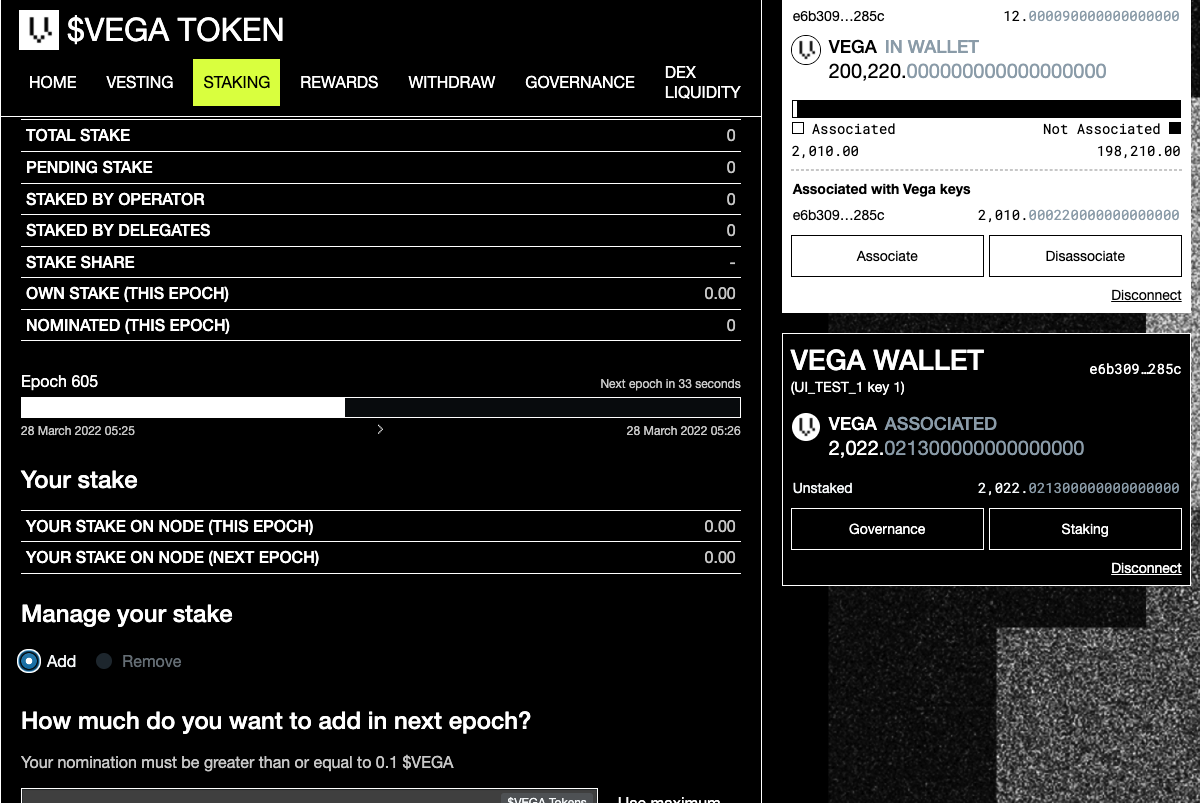 $VEGA TOKEN
HOME VESTING STAKING REWARDS WITHDRAW GOVERNANCE DEX LIQUIDITY
TOTAL STAKE 0
PENDING STAKE 0
STAKED BY OPERATOR 0
STAKED BY DELEGATES 0
STAKE SHARE -
OWN STAKE (THIS EPOCH) 0.00
NOMINATED (THIS EPOCH) 0
Epoch 605 Next epoch in 33 seconds
28 March 2022 05:25 28 March 2022 05:26
Your stake
YOUR STAKE ON NODE (THIS EPOCH) 0.00
YOUR STAKE ON NODE (NEXT EPOCH) 0.00
Manage your stake
Add Remove
How much do you want to add in next epoch?
Your nomination must be greater than or equal to 0.1 $VEGA
$VEGA Tokens Use maximum
e6b309…285c 12.000090000000000000
VEGA IN WALLET
200,220.000000000000000000
Associated Not Associated
2,010.00 198,210.00
Associated with Vega keys
e6b309…285c 2,010.000220000000000000
Associate Disassociate
Disconnect
VEGA WALLET e6b309…285c
(UI_TEST_1 key 1)
VEGA ASSOCIATED
2,022.021300000000000000
Unstaked 2,022.021300000000000000
Governance Staking
Disconnect